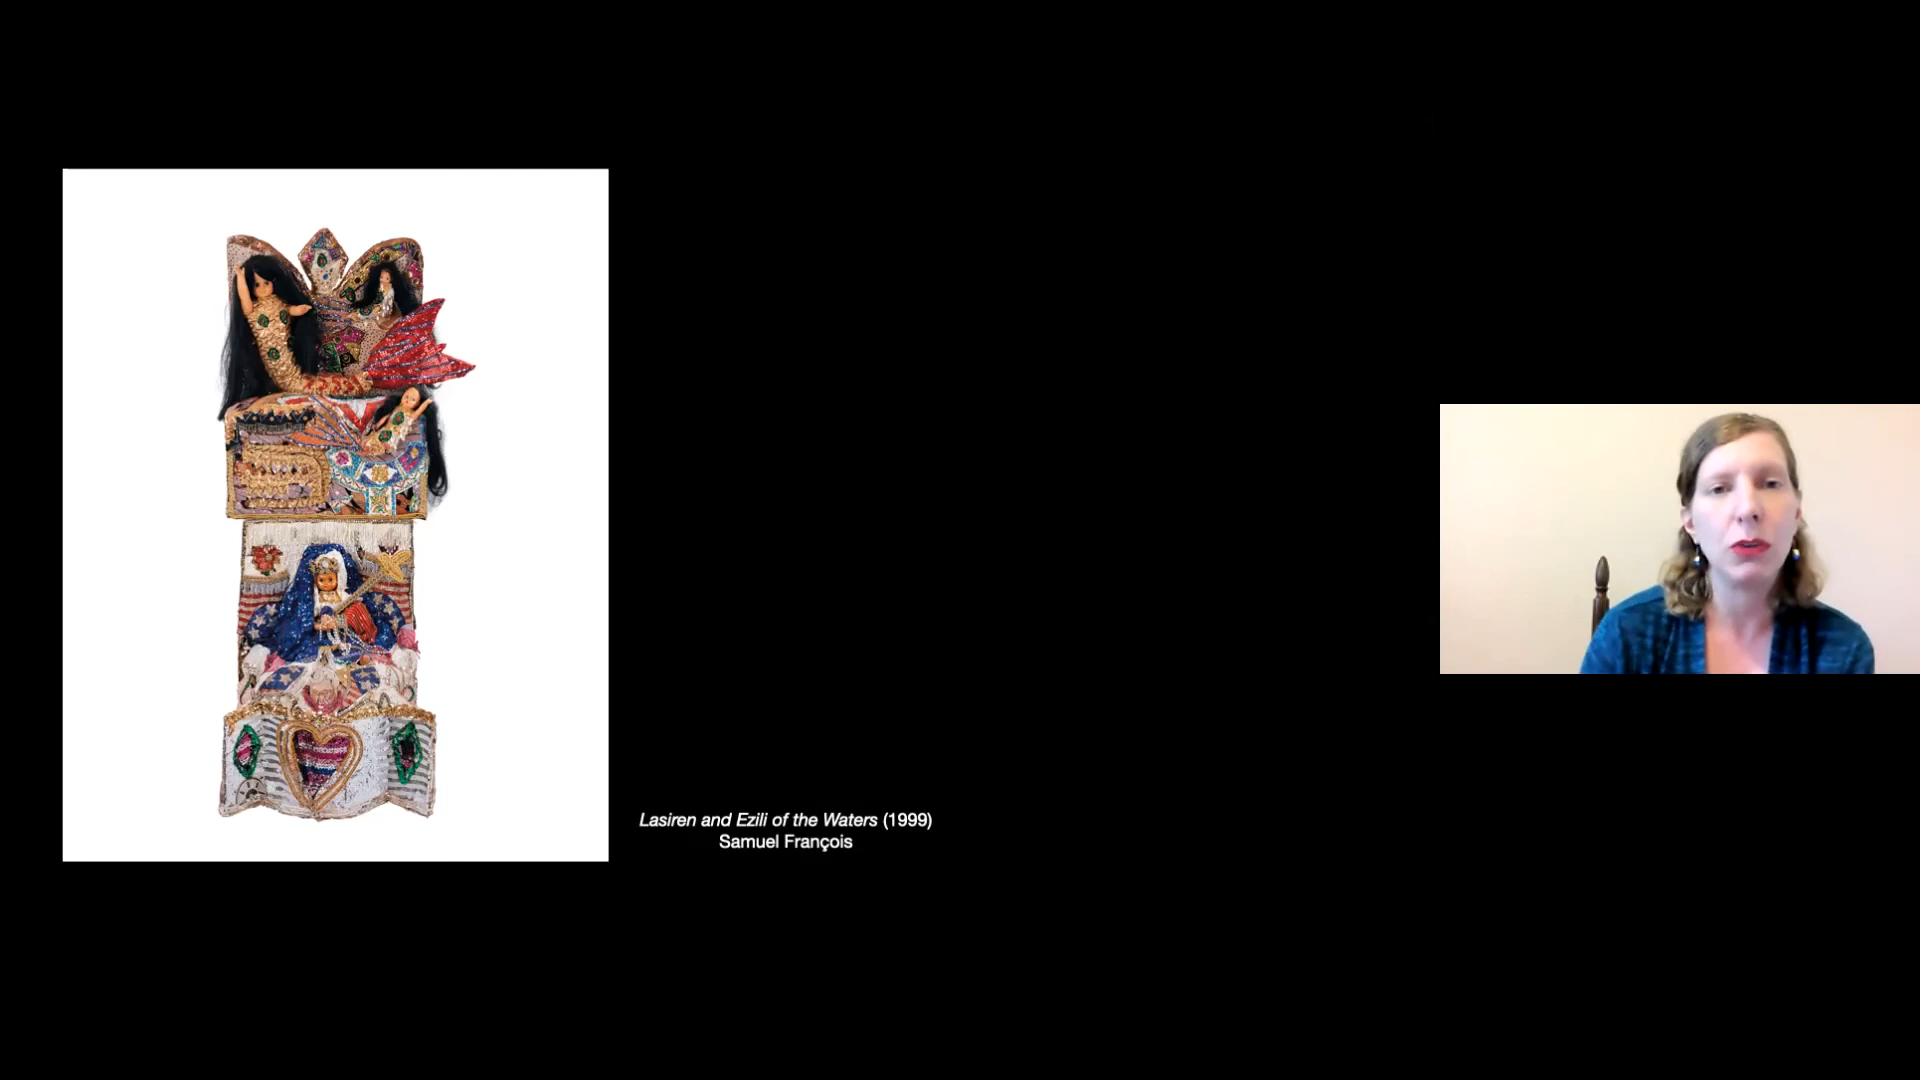 Lasiren and Ezili of the Waters (1999)
Samuel François